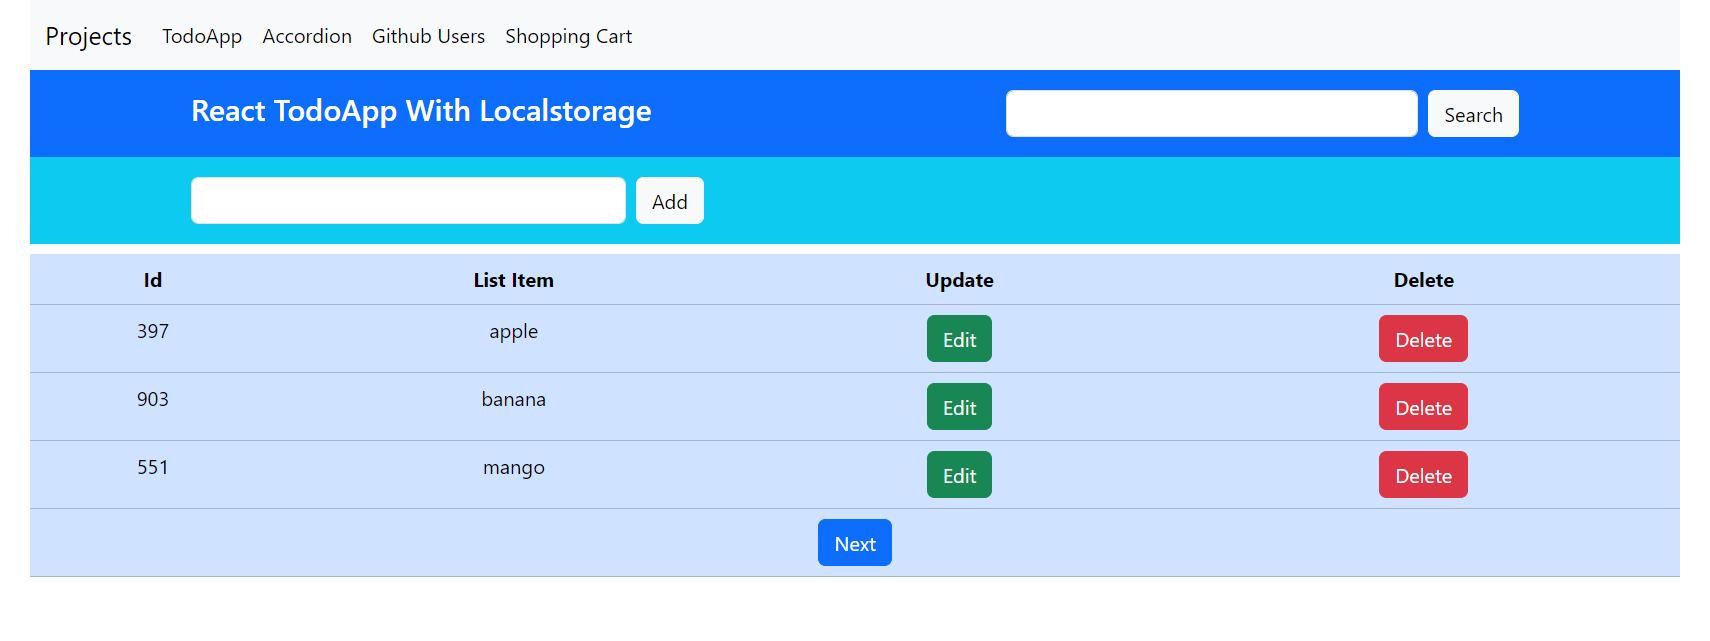 Projects TodoApp Accordion Github Users Shopping Cart
React TodoApp With Localstorage Search
Add
Id List Item Update Delete
397 apple Edit Delete
903 banana Edit Delete
551 mango Edit Delete
Next